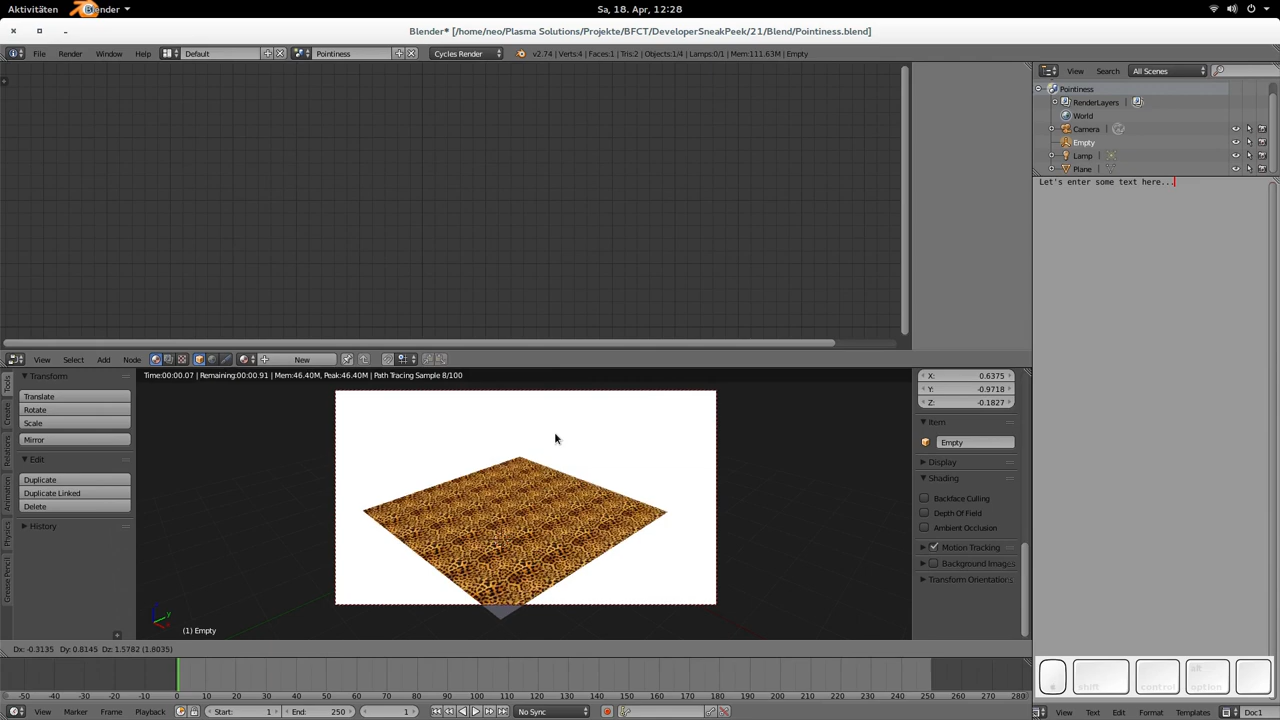 Aktivitäten
Blender
Sa, 18. Apr, 12:28
Blender* [/home/neo/Plasma Solutions/Projekte/BFCT/DeveloperSneakPeek/21/Blend/Pointiness.blend]
File Render Window Help Default Pointiness Cycles Render v2.74 | Verts:4 | Faces:1 | Tris:2 | Objects:1/4 | Lamps:0/1 | Mem:111.63M | Empty
View Search All Scenes
Pointiness
RenderLayers |
World
Camera |
Empty
Lamp |
Plane |
Let's enter some text here...
View Select Add Node New
Time:00:00.07 | Remaining:00:00.91 | Mem:46.40M, Peak:46.40M | Path Tracing Sample 8/100
Tools
Create
Relations
Animation
Physics
Grease Pencil
Transform
Translate
Rotate
Scale
Mirror
Edit
Duplicate
Duplicate Linked
Delete
History
X: 0.6375
Y: -0.9718
Z: -0.1827
Item
Empty
Display
Shading
Backface Culling
Depth Of Field
Ambient Occlusion
Motion Tracking
Background Images
Transform Orientations
y
(1) Empty
Dx: -0.3135 Dy: 0.8145 Dz: 1.5782 (1.8035)
-50 -40 -30 -20 -10 0 10 20 30 40 50 60 70 80 90 100 110 120 130 140 150 160 170 180 190 200 210 220 230 240 250 260 270 280
View Marker Frame Playback Start: 1 End: 250 1 No Sync
shift control alt option
View Text Edit Format Templates Doc1